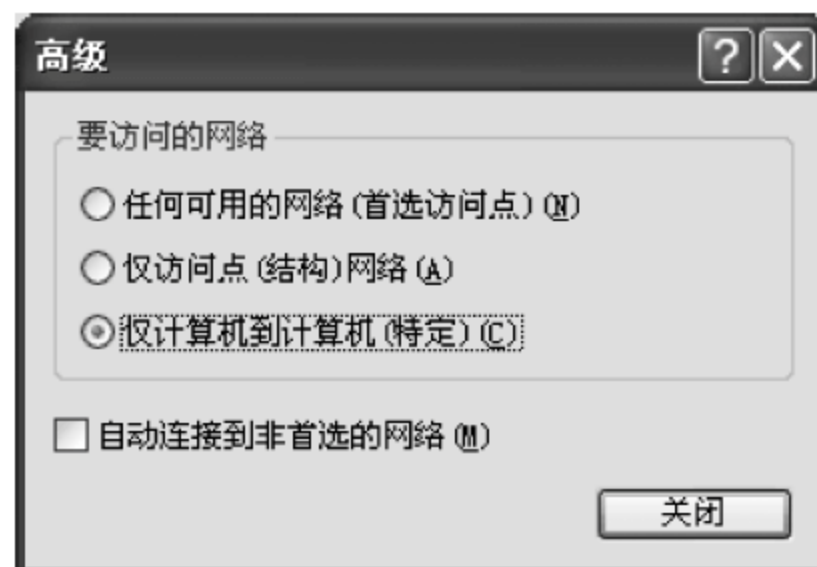 高级
要访问的网络
任何可用的网络(首选访问点)(N)
仅访问点(结构)网络(A)
仅计算机到计算机(特定)(C)
自动连接到非首选的网络(M)
关闭